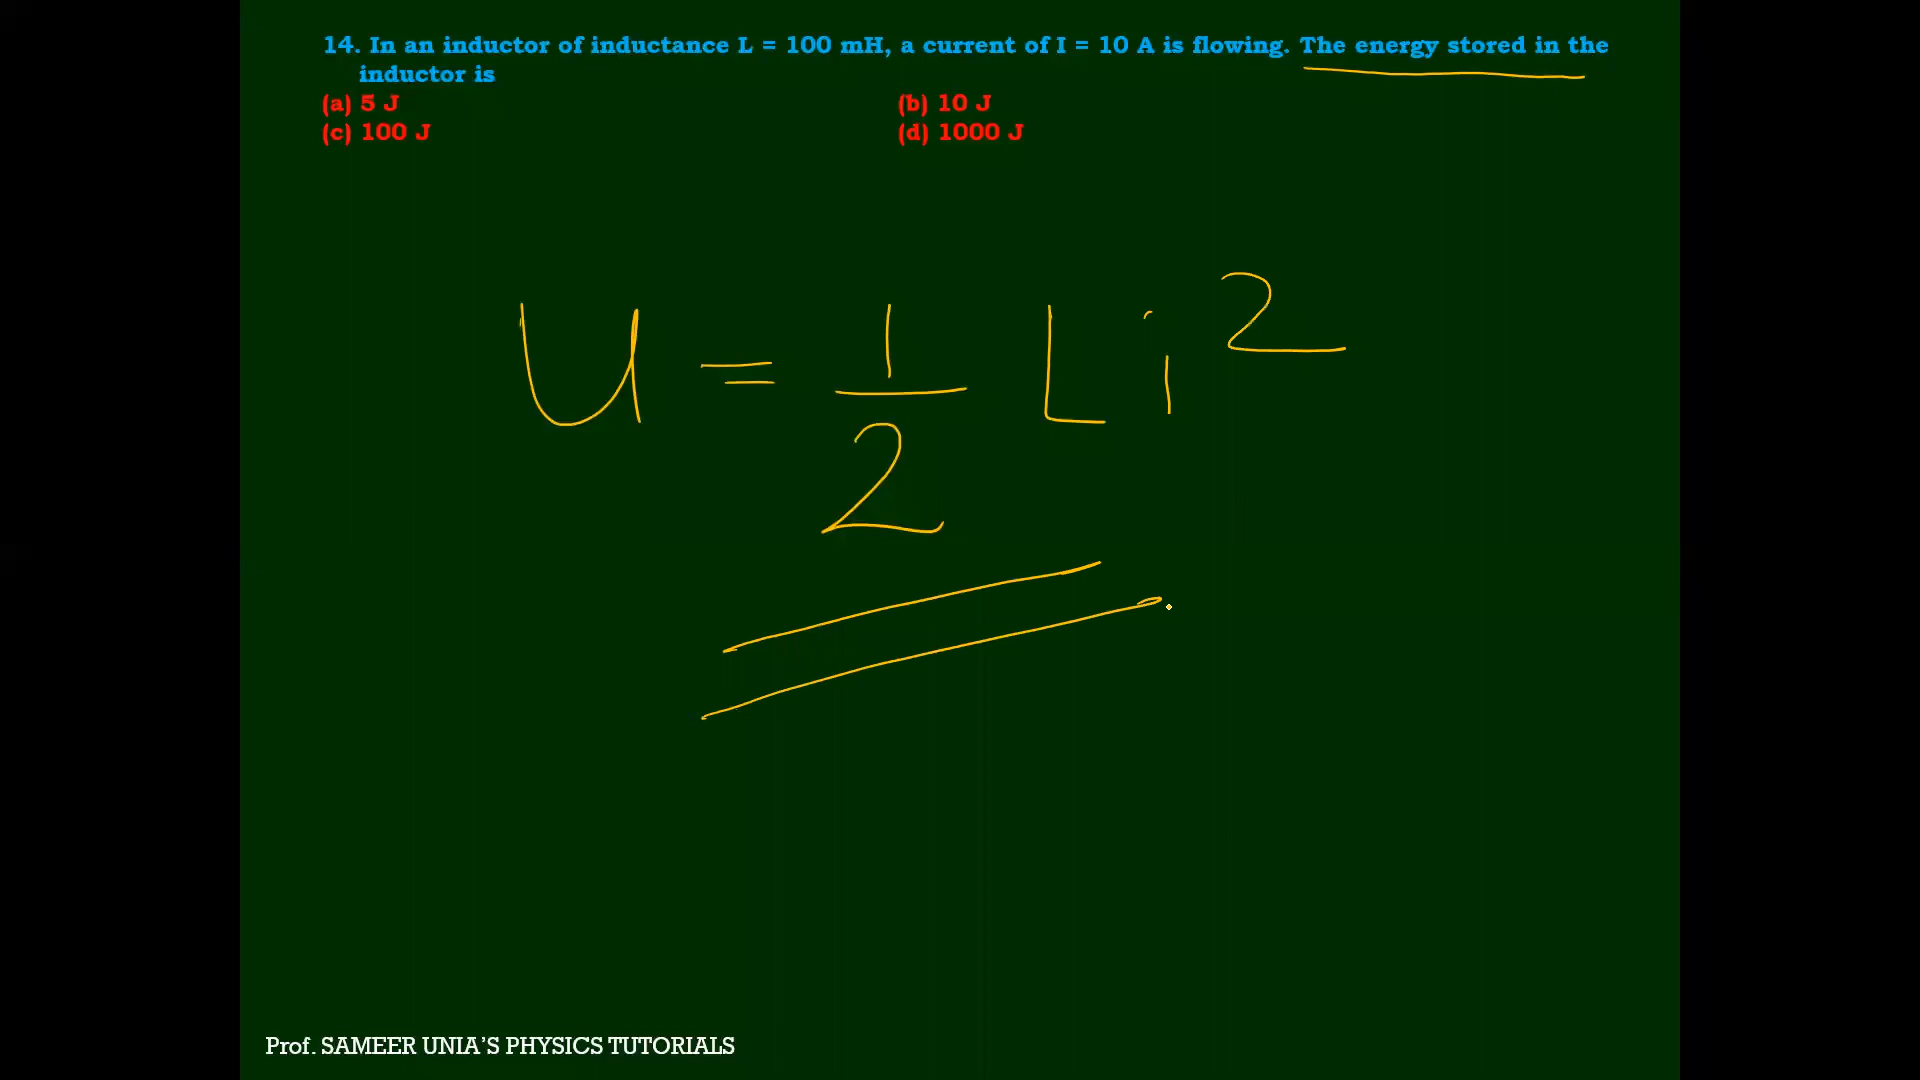 14. In an inductor of inductance L = 100 mH, a current of I = 10 A is flowing. The energy stored in the
inductor is
(a) 5 J (b) 10 J
(c) 100 J (d) 1000 J
U = 1/2 Li²
Prof. SAMEER UNIA’S PHYSICS TUTORIALS